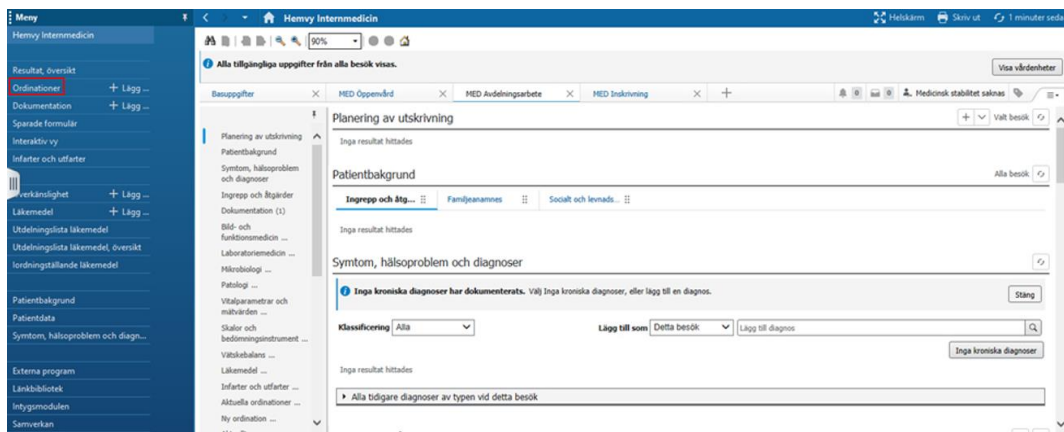 Meny
Hemvy Internmedicin
Resultat, översikt
Ordinationer + Lägg ...
Dokumentation + Lägg ...
Sparade formulär
Interaktiv vy
Infarter och utfarter
verkänslighet + Lägg ...
Läkemedel + Lägg ...
Utdelningslista läkemedel
Utdelningslista läkemedel, översikt
Iordningställande läkemedel
Patientbakgrund
Patientdata
Symtom, hälsoproblem och diagn...
Externa program
Länkbibliotek
Intygsmodulen
Samverkan
Hemvy Internmedicin
Helskärm Skriv ut 1 minuter seda
90%
Alla tillgängliga uppgifter från alla besök visas.
Visa vårdenheter
Basuppgifter MED Öppenvård MED Avdelningsarbete MED Inskrivning
0 0 Medicinsk stabilitet saknas
Planering av utskrivning
Patientbakgrund
Symtom, hälsoproblem
och diagnoser
Ingrepp och åtgärder
Dokumentation (1)
Bild- och
funktionsmedicin ...
Laboratoriemedicin ...
Mikrobiologi ...
Patologi ...
Vitalparametrar och
mätvärden ...
Skalor och
bedömningsinstrument ...
Vätskebalans ...
Läkemedel ...
Infarter och utfarter ...
Aktuella ordinationer ...
Ny ordination ...
Planering av utskrivning
Valt besök
Inga resultat hittades
Patientbakgrund
Alla besök
Ingrepp och åtg... Familjeanamnes Socialt och levnads...
Inga resultat hittades
Symtom, hälsoproblem och diagnoser
Inga kroniska diagnoser har dokumenterats. Välj Inga kroniska diagnoser, eller lägg till en diagnos.
Stäng
Klassificering Alla Lägg till som Detta besök Lägg till diagnos
Inga kroniska diagnoser
Inga resultat hittades
Alla tidigare diagnoser av typen vid detta besök